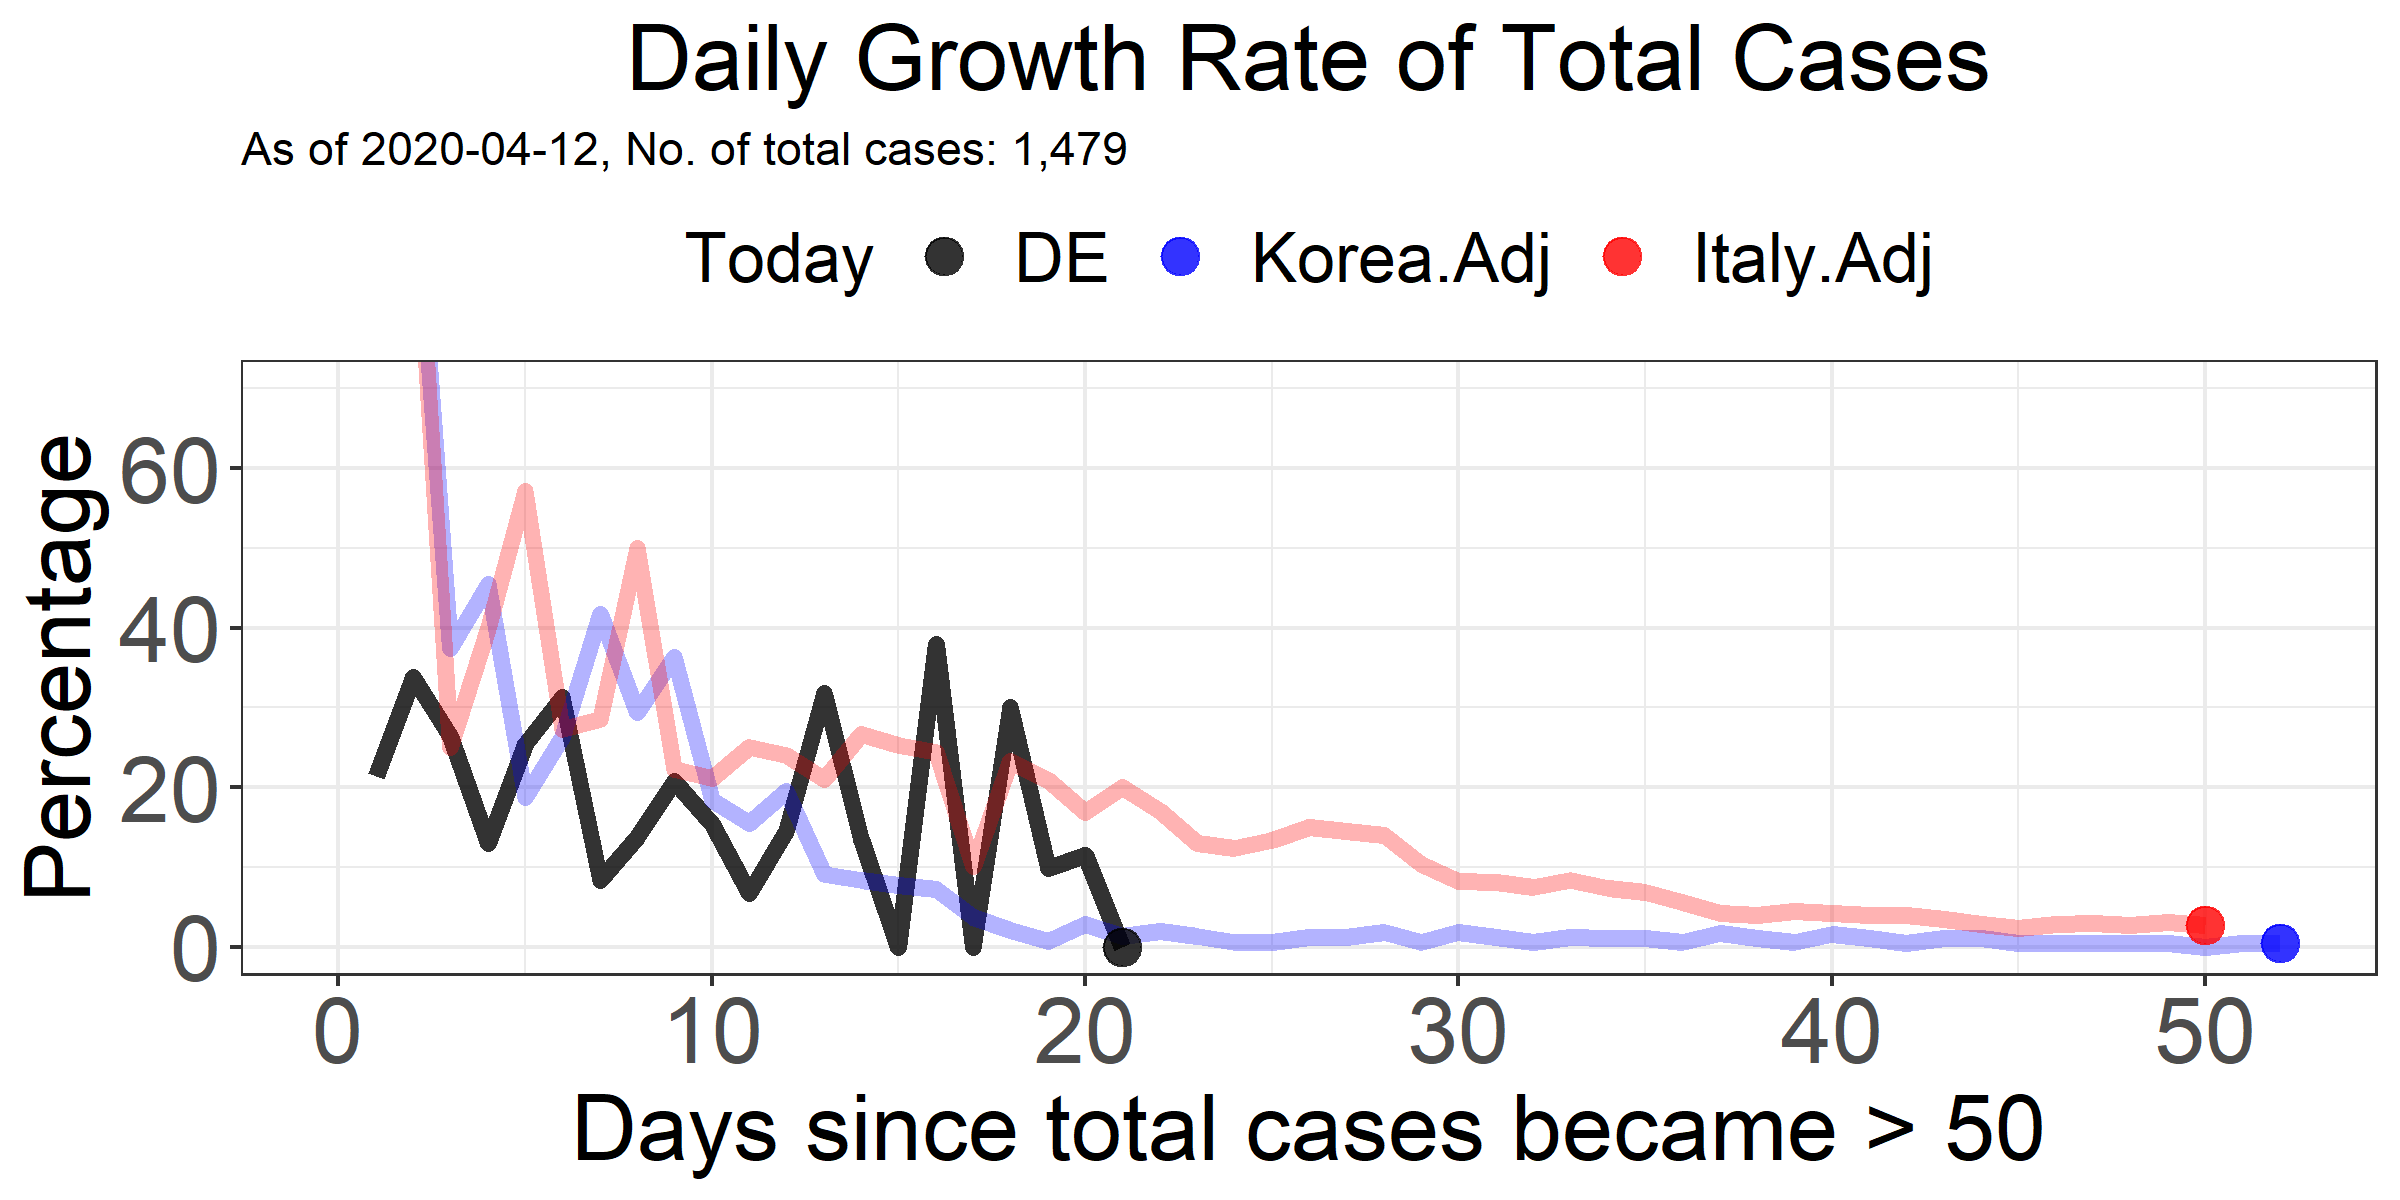 Daily Growth Rate of Total Cases
As of 2020-04-12, No. of total cases: 1,479
Today DE Korea.Adj Italy.Adj
Percentage
60
40
20
0
0 10 20 30 40 50
Days since total cases became > 50